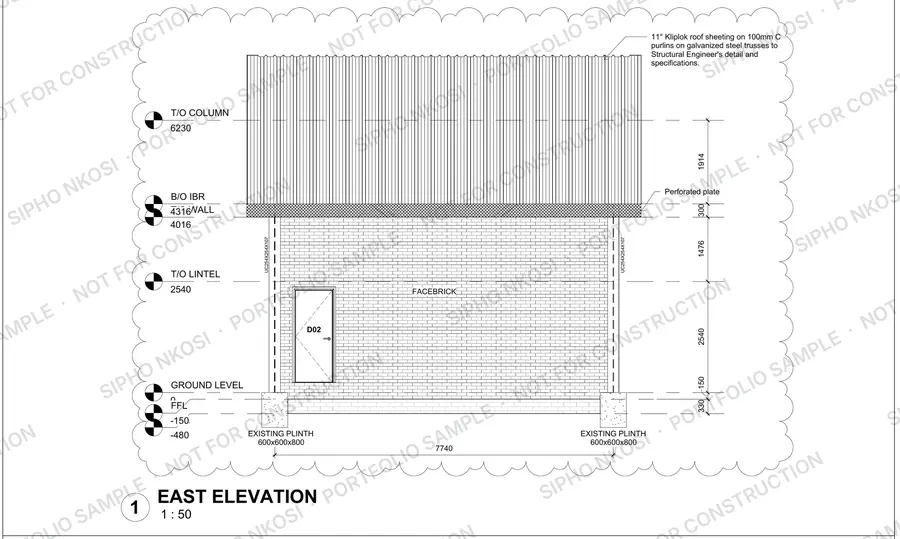 11" Kliplok roof sheeting on 100mm C
purlins on galvanized steel trusses to
Structural Engineer's detail and
specifications.
T/O COLUMN
6230
1914
B/O IBR
4316
WALL
4016
Perforated plate
300
UC254X254X107
UC254X254X107
1476
T/O LINTEL
2540
FACEBRICK
D02
2540
GROUND LEVEL
0
FFL
-150
-480
150
330
EXISTING PLINTH
600x600x800
EXISTING PLINTH
600x600x800
7740
1
EAST ELEVATION
1 : 50
SIPHO NKOSI · PORTFOLIO SAMPLE · NOT FOR CONSTRUCTION